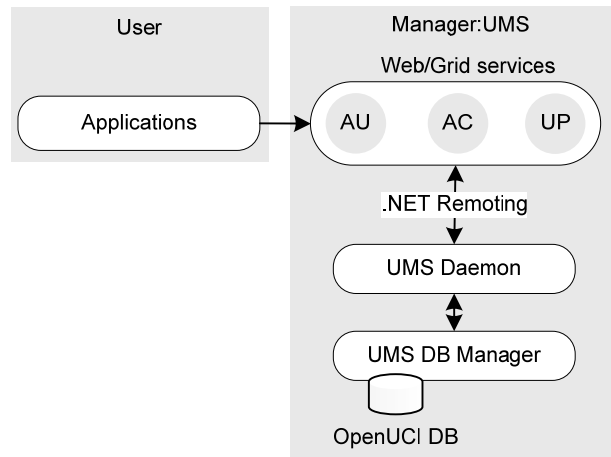 User
Applications
Manager:UMS
Web/Grid services
AU
AC
UP
.NET Remoting
UMS Daemon
UMS DB Manager
OpenUCI DB